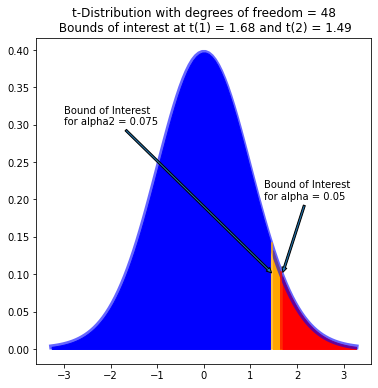 t-Distribution with degrees of freedom = 48
Bounds of interest at t(1) = 1.68 and t(2) = 1.49
0.40
0.35
0.30
0.25
0.20
0.15
0.10
0.05
0.00
Bound of Interest
for alpha2 = 0.075
Bound of Interest
for alpha = 0.05
−3
−2
−1
0
1
2
3